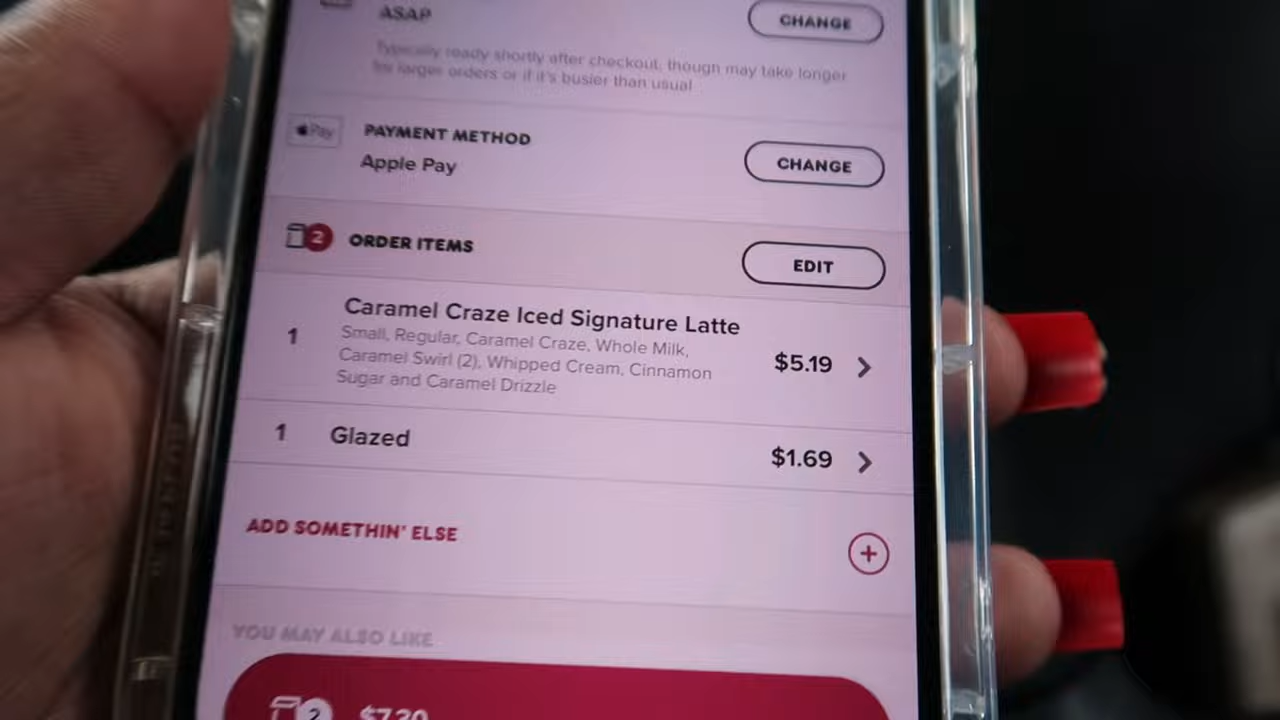 ASAP
CHANGE
Typically ready shortly after checkout, though may take longer
for larger orders or if it's busier than usual
Pay
PAYMENT METHOD
Apple Pay
CHANGE
2
ORDER ITEMS
EDIT
1
Caramel Craze Iced Signature Latte
Small, Regular, Caramel Craze, Whole Milk,
Caramel Swirl (2), Whipped Cream, Cinnamon
Sugar and Caramel Drizzle
$5.19
1
Glazed
$1.69
ADD SOMETHIN' ELSE
YOU MAY ALSO LIKE
2